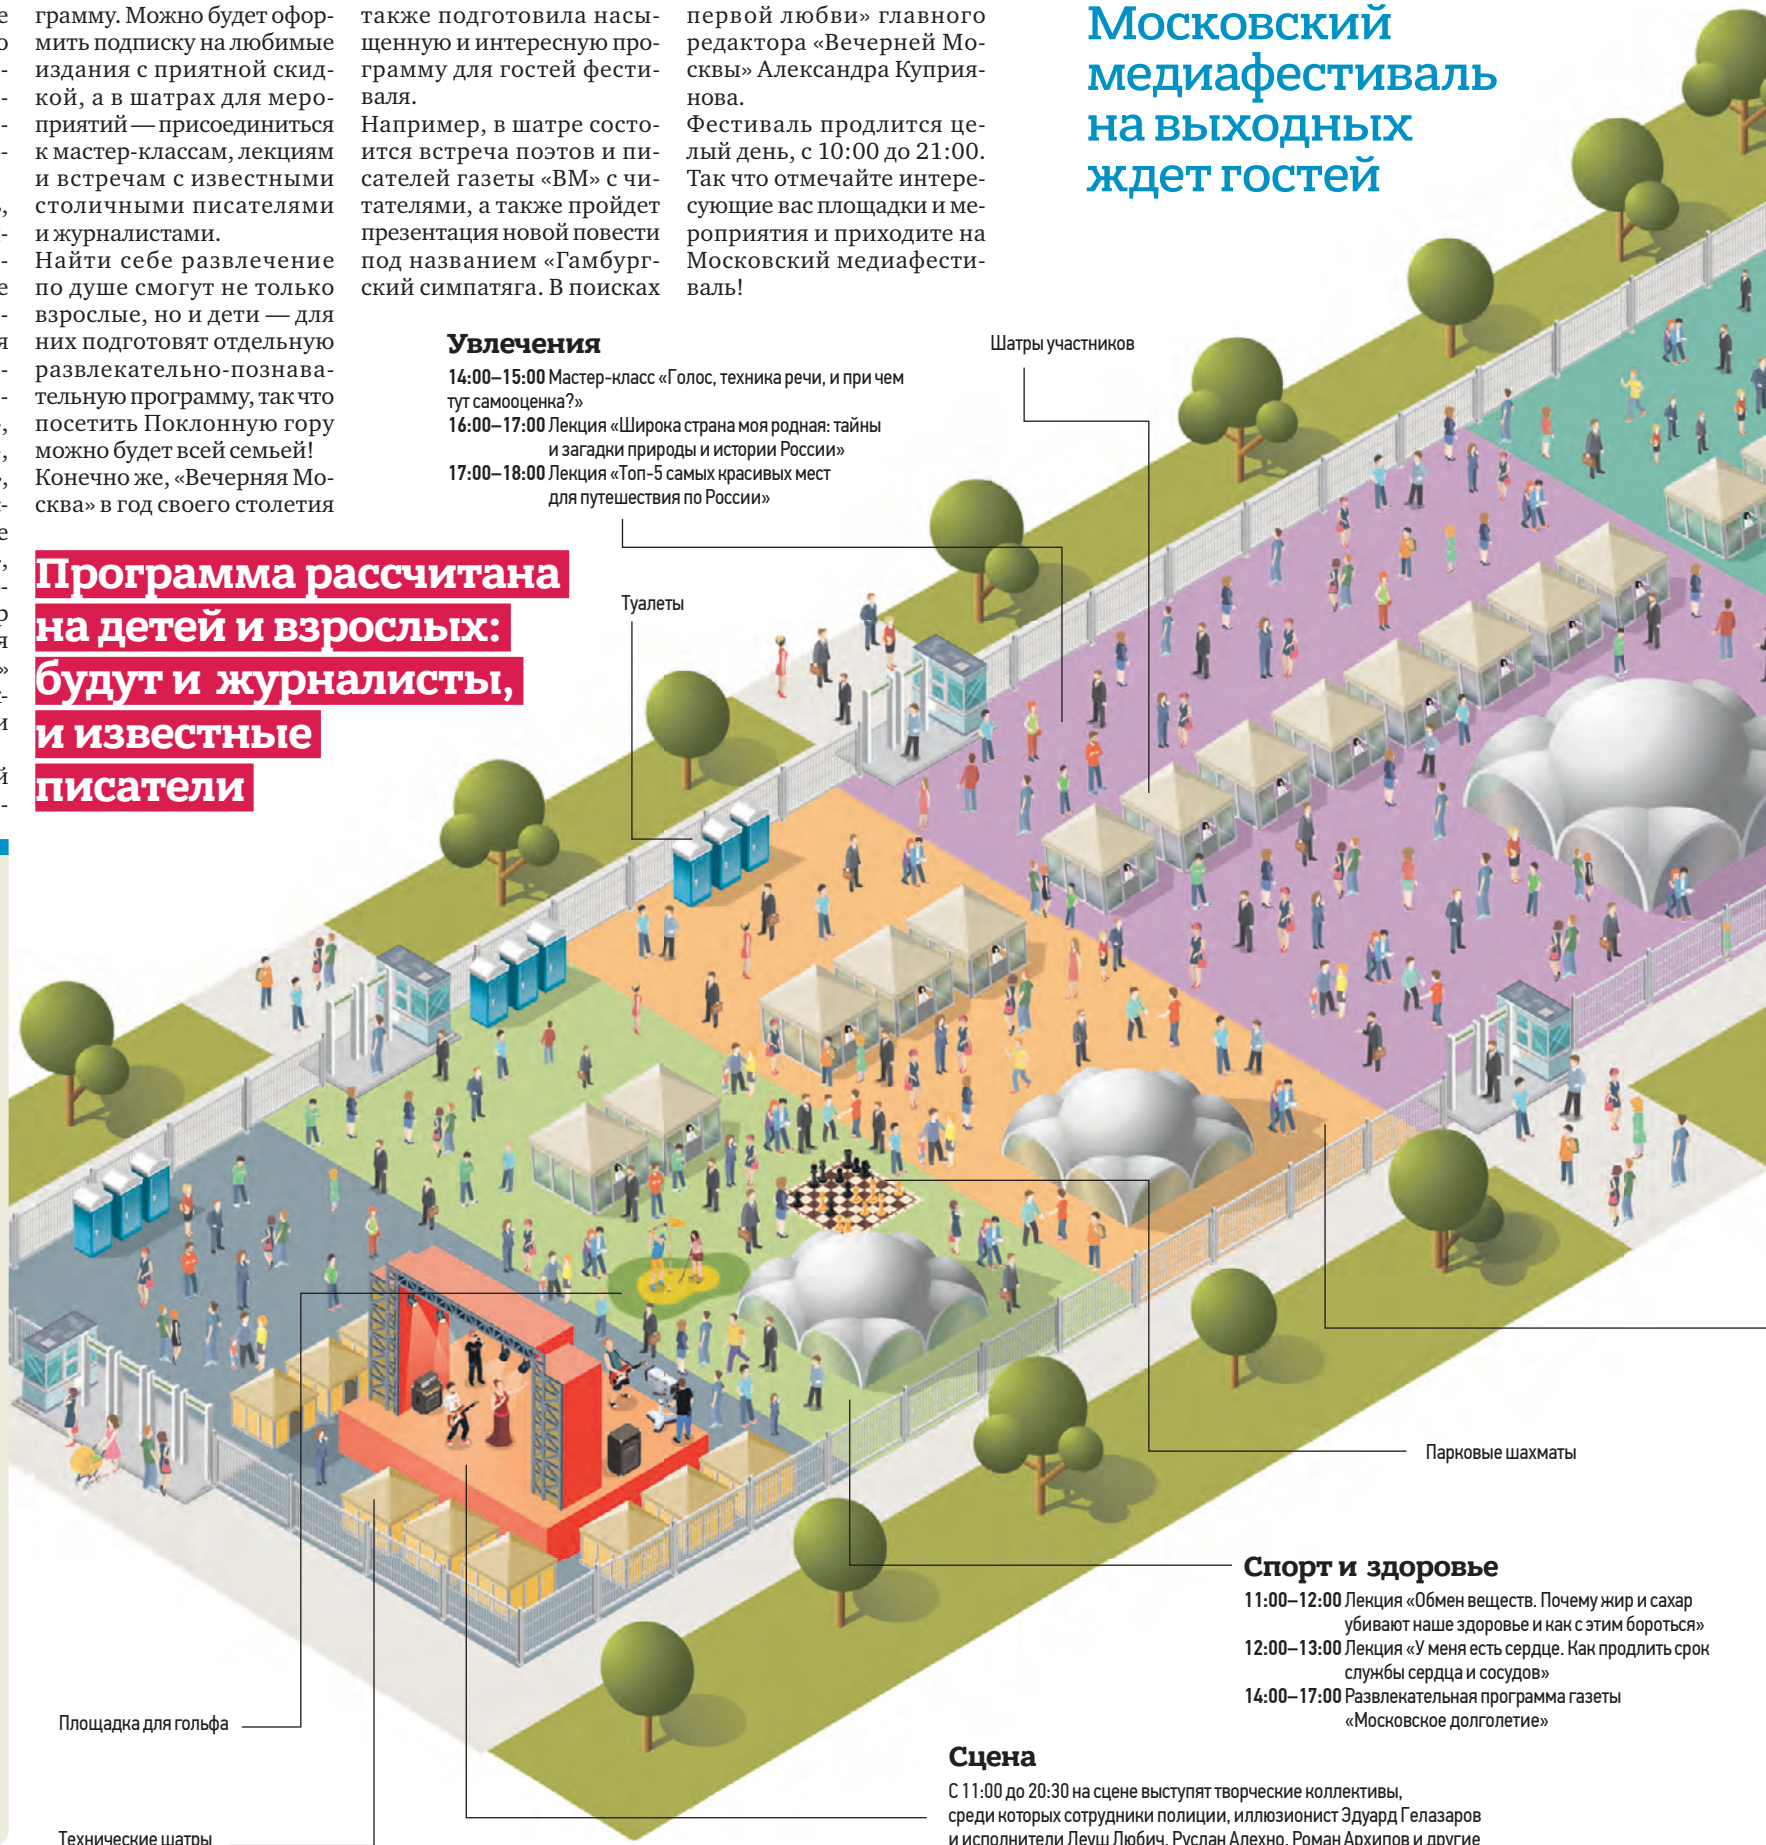 грамму. Можно будет офор-
мить подписку на любимые
издания с приятной скид-
кой, а в шатрах для меро-
приятий — присоединиться
к мастер-классам, лекциям
и встречам с известными
столичными писателями
и журналистами.
Найти себе развлечение
по душе смогут не только
взрослые, но и дети — для
них подготовят отдельную
развлекательно-познава-
тельную программу, так что
посетить Поклонную гору
можно будет всей семьей!
Конечно же, «Вечерняя Мо-
сква» в год своего столетия
также подготовила насы-
щенную и интересную про-
грамму для гостей фести-
валя.
Например, в шатре состо-
ится встреча поэтов и пи-
сателей газеты «ВМ» с чи-
тателями, а также пройдет
презентация новой повести
под названием «Гамбург-
ский симпатяга. В поисках
первой любви» главного
редактора «Вечерней Мо-
сквы» Александра Куприя-
нова.
Фестиваль продлится це-
лый день, с 10:00 до 21:00.
Так что отмечайте интере-
сующие вас площадки и ме-
роприятия и приходите на
Московский медиафести-
валь!
Московский
медиафестиваль
на выходных
ждет гостей
Программа рассчитана
на детей и взрослых:
будут и журналисты,
и известные
писатели
Увлечения
14:00–15:00 Мастер-класс «Голос, техника речи, и при чем
тут самооценка?»
16:00–17:00 Лекция «Широка страна моя родная: тайны
и загадки природы и истории России»
17:00–18:00 Лекция «Топ-5 самых красивых мест
для путешествия по России»
Шатры участников
Туалеты
Парковые шахматы
Спорт и здоровье
11:00–12:00 Лекция «Обмен веществ. Почему жир и сахар
убивают наше здоровье и как с этим бороться»
12:00–13:00 Лекция «У меня есть сердце. Как продлить срок
службы сердца и сосудов»
14:00–17:00 Развлекательная программа газеты
«Московское долголетие»
Площадка для гольфа
Сцена
С 11:00 до 20:30 на сцене выступят творческие коллективы,
среди которых сотрудники полиции, иллюзионист Эдуард Гелазаров
и исполнители Леуш Любич, Руслан Алехно, Роман Архипов и другие
Технические шатры